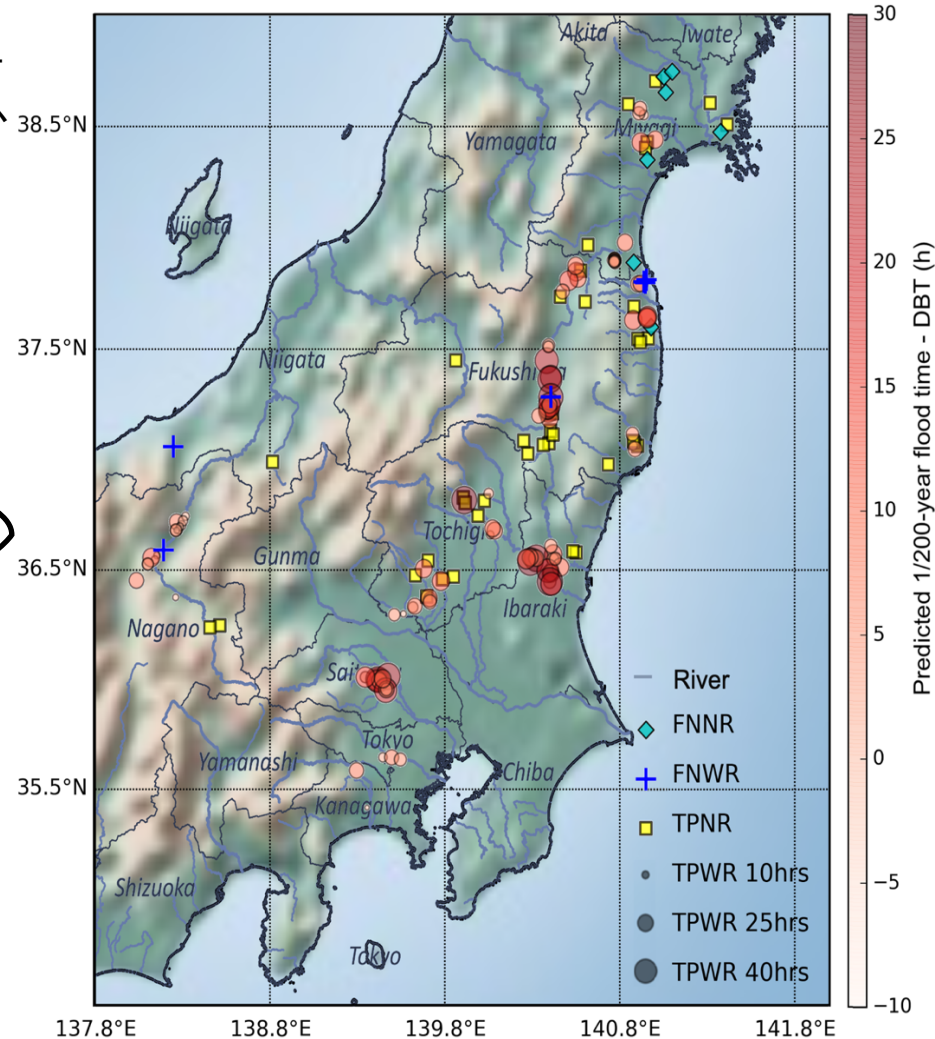 Akita
Iwate
38.5°N
Miyagi
Yamagata
Niigata
37.5°N
Niigata
Fukushi
Tochigi
36.5°N
Gunma
Ibaraki
Nagano
Sai
River
FNNR
Tokyo
Yamanashi
Chiba
FNWR
35.5°N
Kanagawa
TPNR
TPWR 10hrs
Shizuoka
TPWR 25hrs
Tokyo
TPWR 40hrs
137.8°E
138.8°E
139.8°E
140.8°E
141.8°E
30
25
20
15
10
5
0
−5
−10
Predicted 1/200-year flood time - DBT (h)